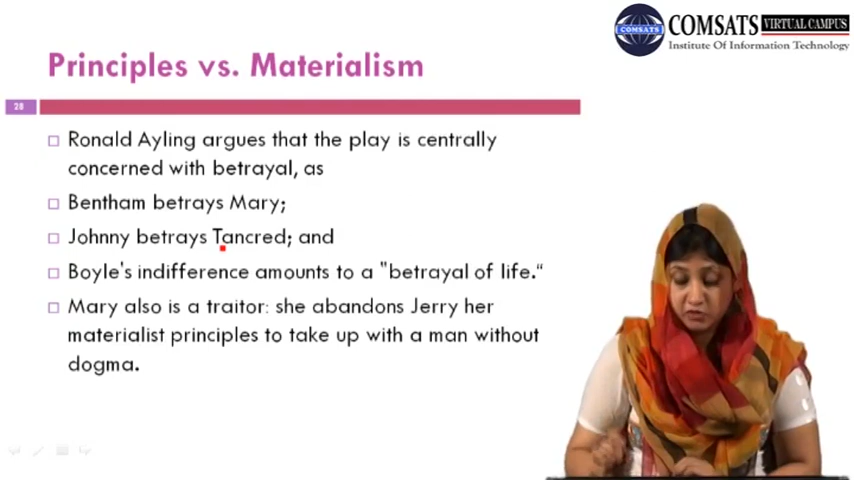 COMSATS VIRTUAL CAMPUS
COMSATS
Institute Of Information Technology
Principles vs. Materialism
28
Ronald Ayling argues that the play is centrally
concerned with betrayal, as
Bentham betrays Mary;
Johnny betrays Tancred; and
Boyle's indifference amounts to a "betrayal of life."
Mary also is a traitor: she abandons Jerry her
materialist principles to take up with a man without
dogma.